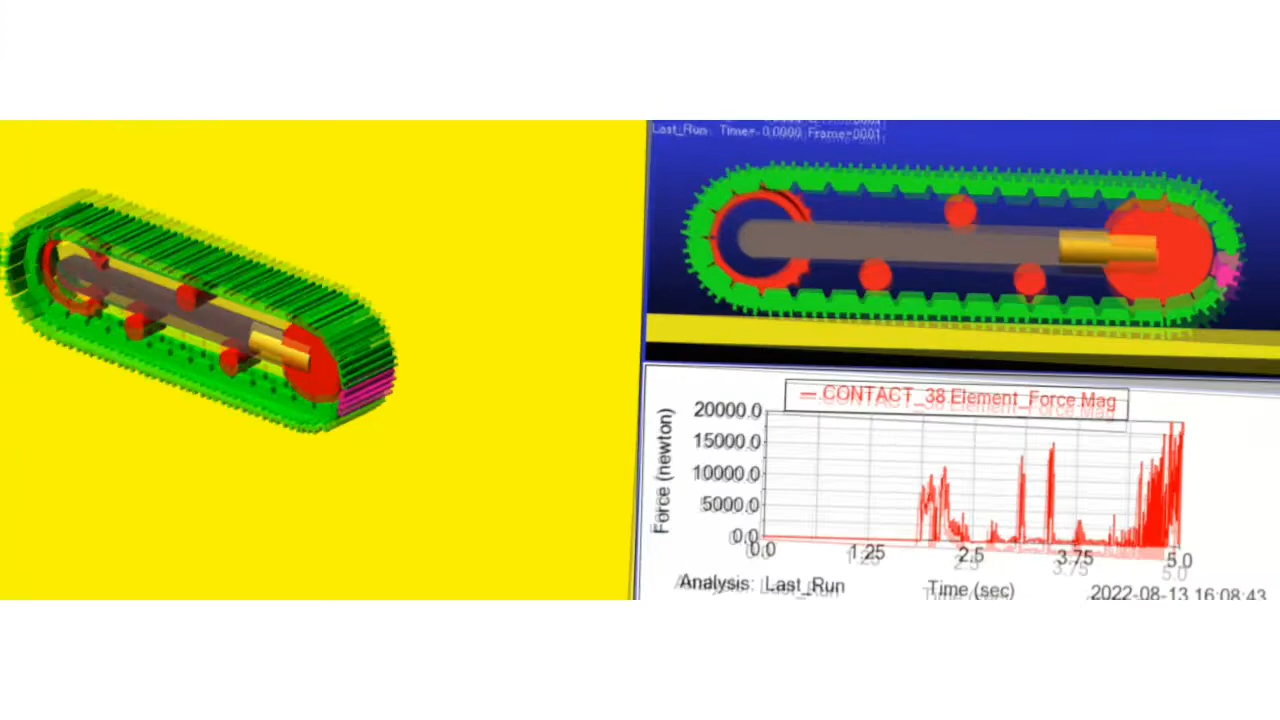 Last_Run Time= 0.0000 Frame=0001
CONTACT_38 Element_Force Mag
20000.0
15000.0
10000.0
5000.0
0.0
Force (newton)
0.0 1.25 2.5 3.75 5.0
Analysis: Last_Run Time (sec) 2022-08-13 16:08:43